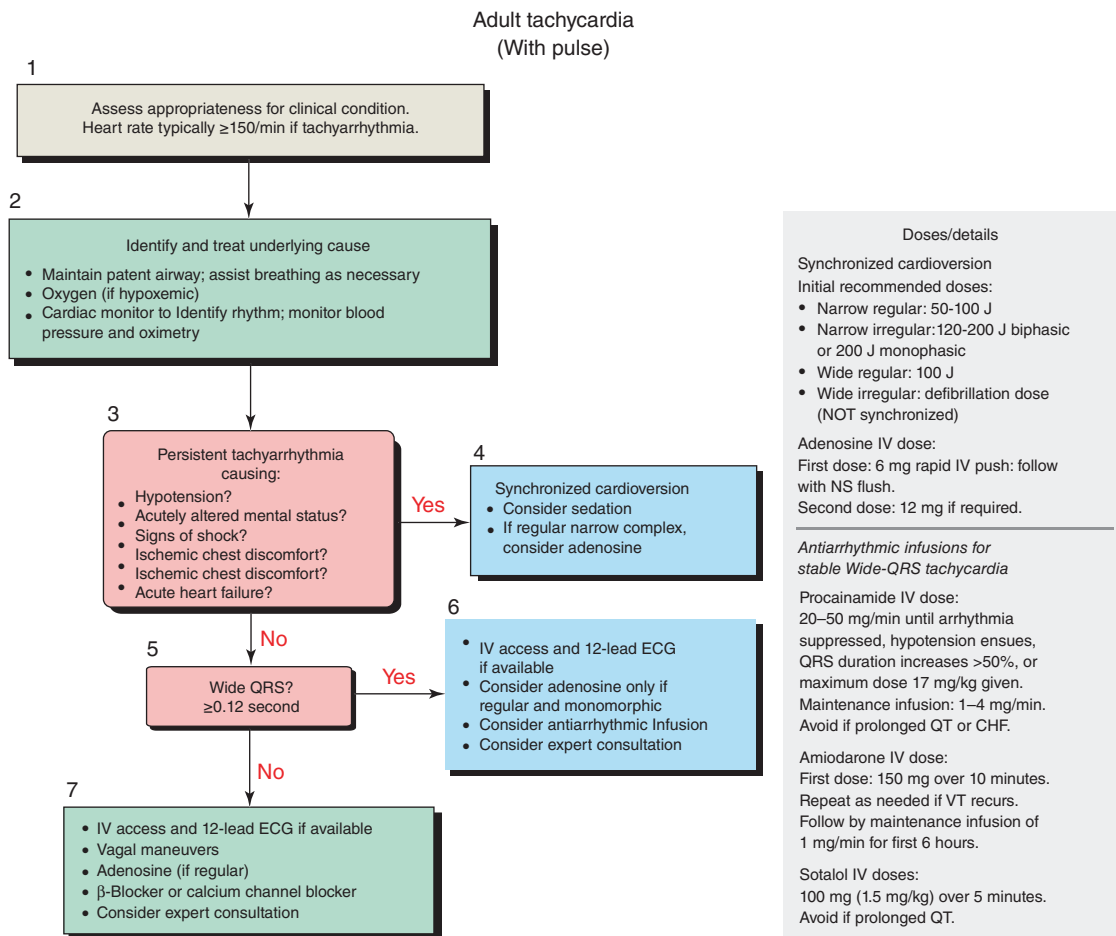 Adult tachycardia
(With pulse)
1
Assess appropriateness for clinical condition.
Heart rate typically ≥150/min if tachyarrhythmia.
2
Identify and treat underlying cause
• Maintain patent airway; assist breathing as necessary
• Oxygen (if hypoxemic)
• Cardiac monitor to Identify rhythm; monitor blood
pressure and oximetry
3
Persistent tachyarrhythmia
causing:
• Hypotension?
• Acutely altered mental status?
• Signs of shock?
• Ischemic chest discomfort?
• Ischemic chest discomfort?
• Acute heart failure?
Yes
4
Synchronized cardioversion
• Consider sedation
• If regular narrow complex,
consider adenosine
No
5
Wide QRS?
≥0.12 second
Yes
6
• IV access and 12-lead ECG
if available
• Consider adenosine only if
regular and monomorphic
• Consider antiarrhythmic Infusion
• Consider expert consultation
No
7
• IV access and 12-lead ECG if available
• Vagal maneuvers
• Adenosine (if regular)
• β-Blocker or calcium channel blocker
• Consider expert consultation
Doses/details
Synchronized cardioversion
Initial recommended doses:
• Narrow regular: 50-100 J
• Narrow irregular:120-200 J biphasic
or 200 J monophasic
• Wide regular: 100 J
• Wide irregular: defibrillation dose
(NOT synchronized)
Adenosine IV dose:
First dose: 6 mg rapid IV push: follow
with NS flush.
Second dose: 12 mg if required.
Antiarrhythmic infusions for
stable Wide-QRS tachycardia
Procainamide IV dose:
20–50 mg/min until arrhythmia
suppressed, hypotension ensues,
QRS duration increases >50%, or
maximum dose 17 mg/kg given.
Maintenance infusion: 1–4 mg/min.
Avoid if prolonged QT or CHF.
Amiodarone IV dose:
First dose: 150 mg over 10 minutes.
Repeat as needed if VT recurs.
Follow by maintenance infusion of
1 mg/min for first 6 hours.
Sotalol IV doses:
100 mg (1.5 mg/kg) over 5 minutes.
Avoid if prolonged QT.